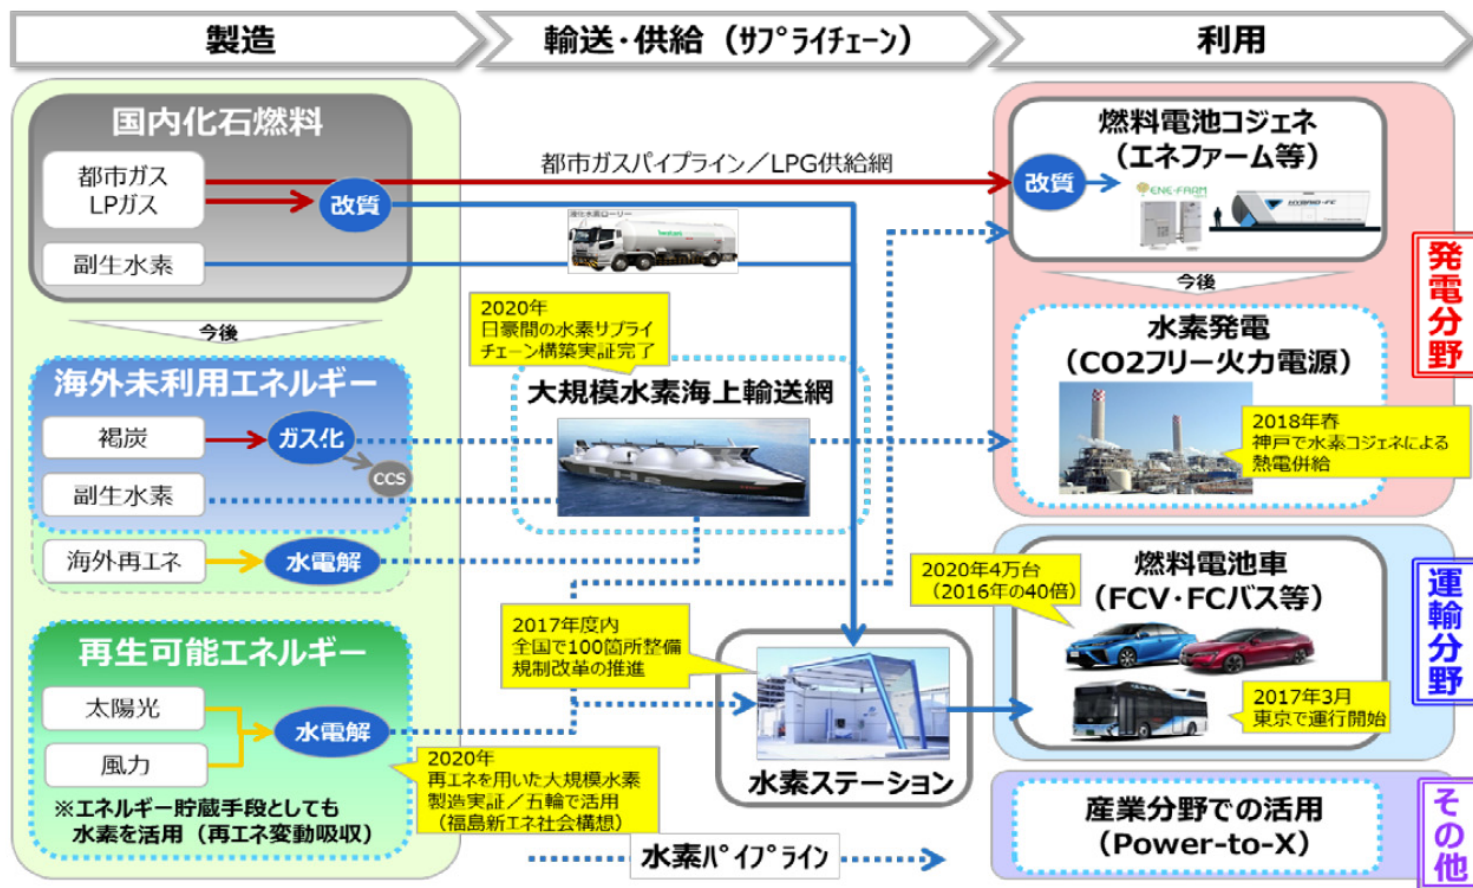 製造
輸送・供給（ｻﾌﾟﾗｲﾁｪｰﾝ）
利用
国内化石燃料
都市ガス
LPガス
改質
副生水素
今後
海外未利用エネルギー
褐炭
ガス化
CCS
副生水素
海外再エネ
水電解
再生可能エネルギー
太陽光
風力
水電解
※エネルギー貯蔵手段としても
水素を活用（再エネ変動吸収）
2020年
再エネを用いた大規模水素
製造実証／五輪で活用
（福島新エネ社会構想）
都市ガスパイプライン／LPG供給網
液化水素ローリー
2020年
日豪間の水素サプライ
チェーン構築実証完了
大規模水素海上輸送網
2017年度内
全国で100箇所整備
規制改革の推進
水素ステーション
水素ﾊﾟｲﾌﾟﾗｲﾝ
燃料電池コジェネ
（エネファーム等）
改質
ENE-FARM
HYBRID-FC
今後
水素発電
（CO2フリー火力電源）
2018年春
神戸で水素コジェネによる
熱電併給
発電分野
燃料電池車
（FCV・FCバス等）
2020年4万台
（2016年の40倍）
2017年3月
東京で運行開始
運輸分野
産業分野での活用
（Power-to-X）
その他